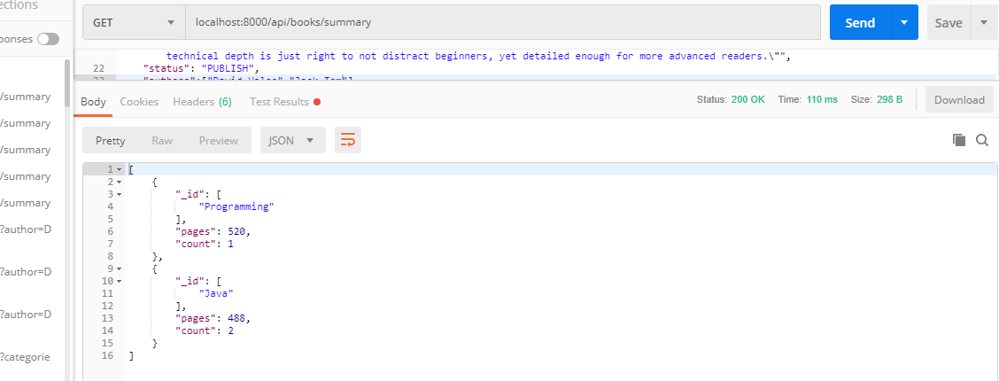 ections
GET localhost:8000/api/books/summary Send Save
onses
technical depth is just right to not distract beginners, yet detailed enough for more advanced readers.\"",
22 "status": "PUBLISH",
/summary
/summary
/summary
/summary
/summary
?author=D
?author=D
?author=D
?categorie
Body Cookies Headers (6) Test Results Status: 200 OK Time: 110 ms Size: 298 B Download
Pretty Raw Preview JSON
1 [
2 {
3 "_id": [
4 "Programming"
5 ],
6 "pages": 520,
7 "count": 1
8 },
9 {
10 "_id": [
11 "Java"
12 ],
13 "pages": 488,
14 "count": 2
15 }
16 ]